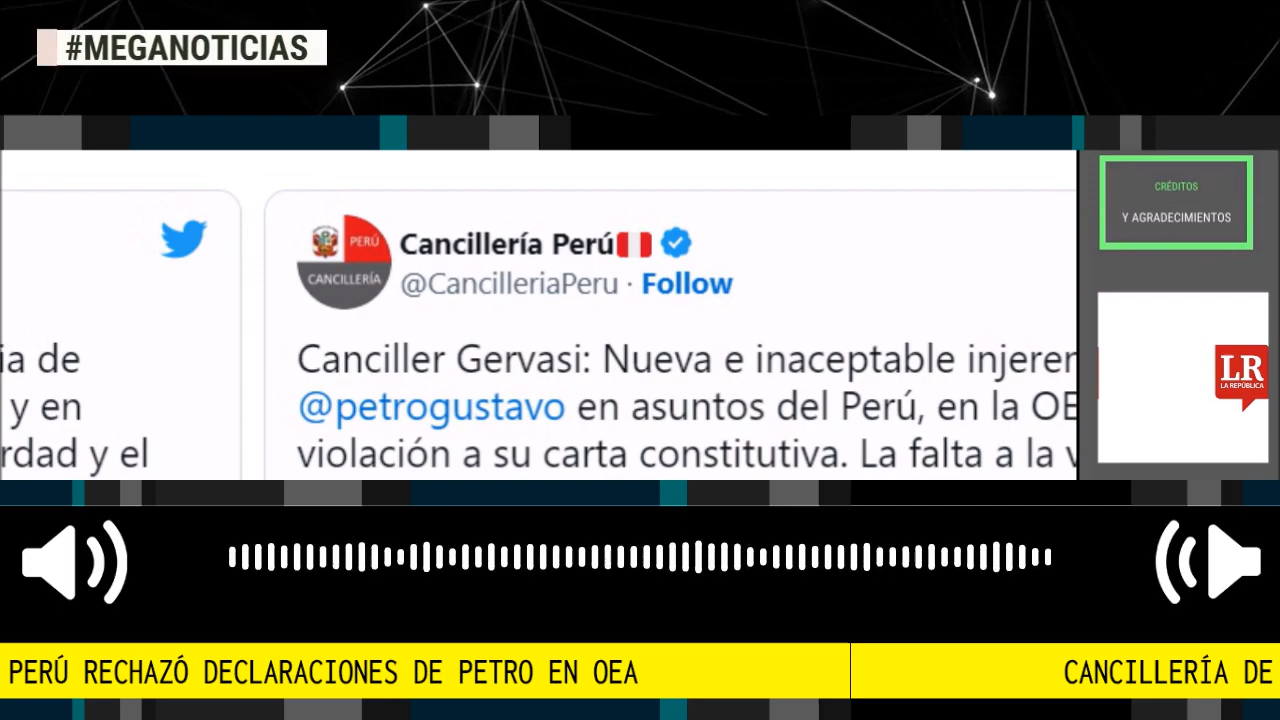 #MEGANOTICIAS
CRÉDITOS
Y AGRADECIMIENTOS
PERÚ
CANCILLERÍA
Cancillería Perú
@CancilleriaPeru · Follow
ia de
y en
rdad y el
Canciller Gervasi: Nueva e inaceptable injeren
@petrogustavo en asuntos del Perú, en la OE
violación a su carta constitutiva. La falta a la v
LR
LA REPÚBLICA
PERÚ RECHAZÓ DECLARACIONES DE PETRO EN OEA
CANCILLERÍA DE